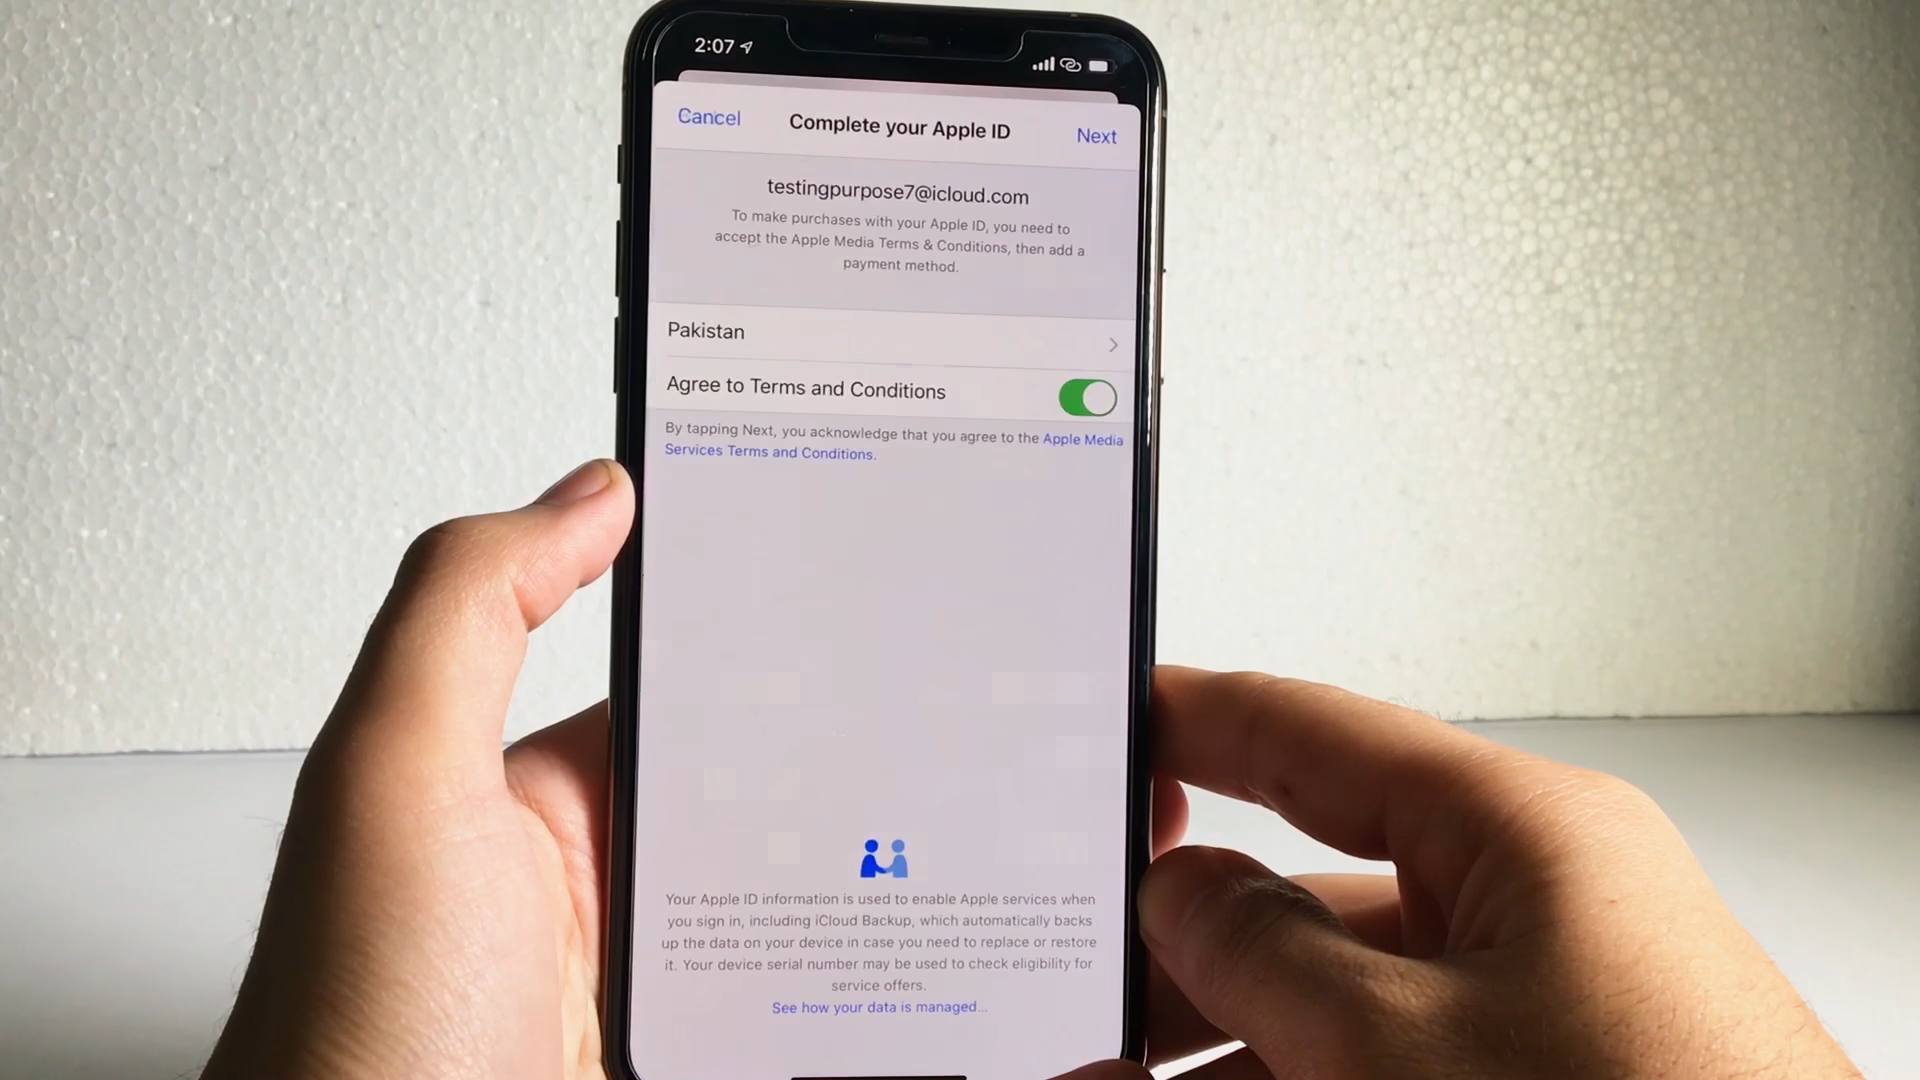 2:07
Cancel
Complete your Apple ID
Next
testingpurpose7@icloud.com
To make purchases with your Apple ID, you need to
accept the Apple Media Terms & Conditions, then add a
payment method.
Pakistan
Agree to Terms and Conditions
By tapping Next, you acknowledge that you agree to the Apple Media
Services Terms and Conditions.
Your Apple ID information is used to enable Apple services when
you sign in, including iCloud Backup, which automatically backs
up the data on your device in case you need to replace or restore
it. Your device serial number may be used to check eligibility for
service offers.
See how your data is managed...